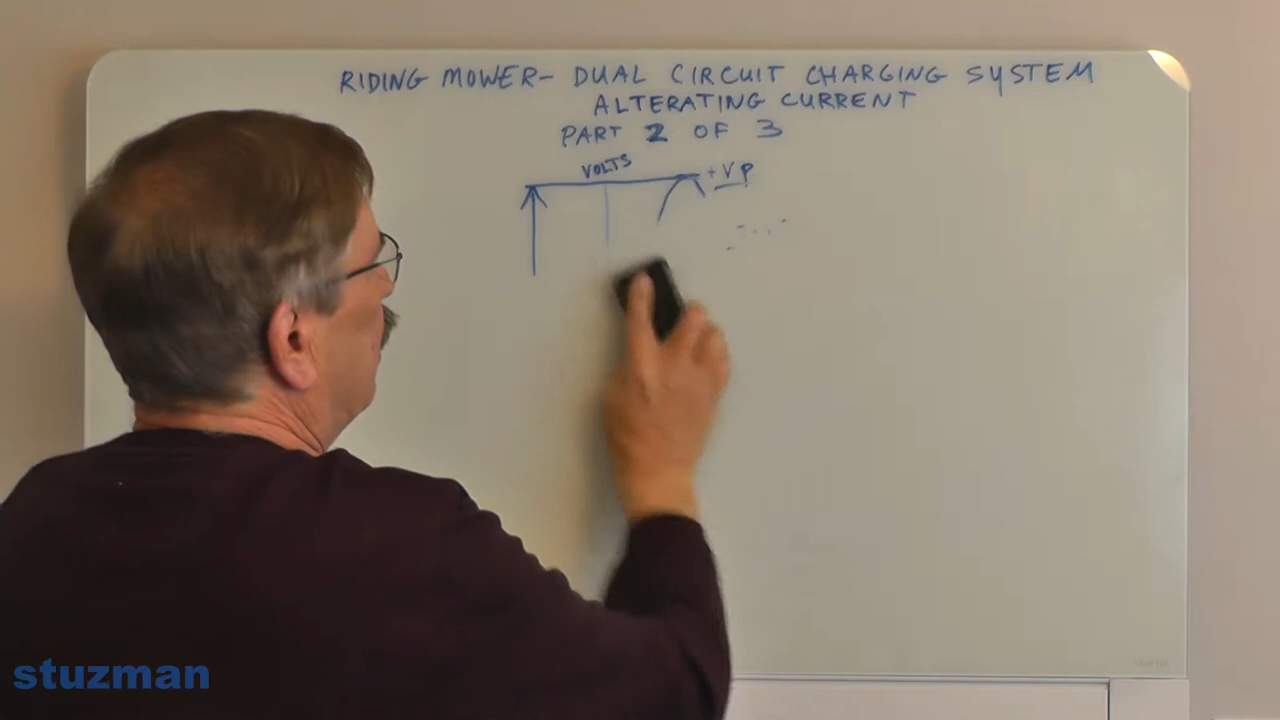 RIDING MOWER- DUAL CIRCUIT CHARGING SYSTEM
ALTERATING CURRENT
PART 2 OF 3
VOLTS
+VP
stuzman